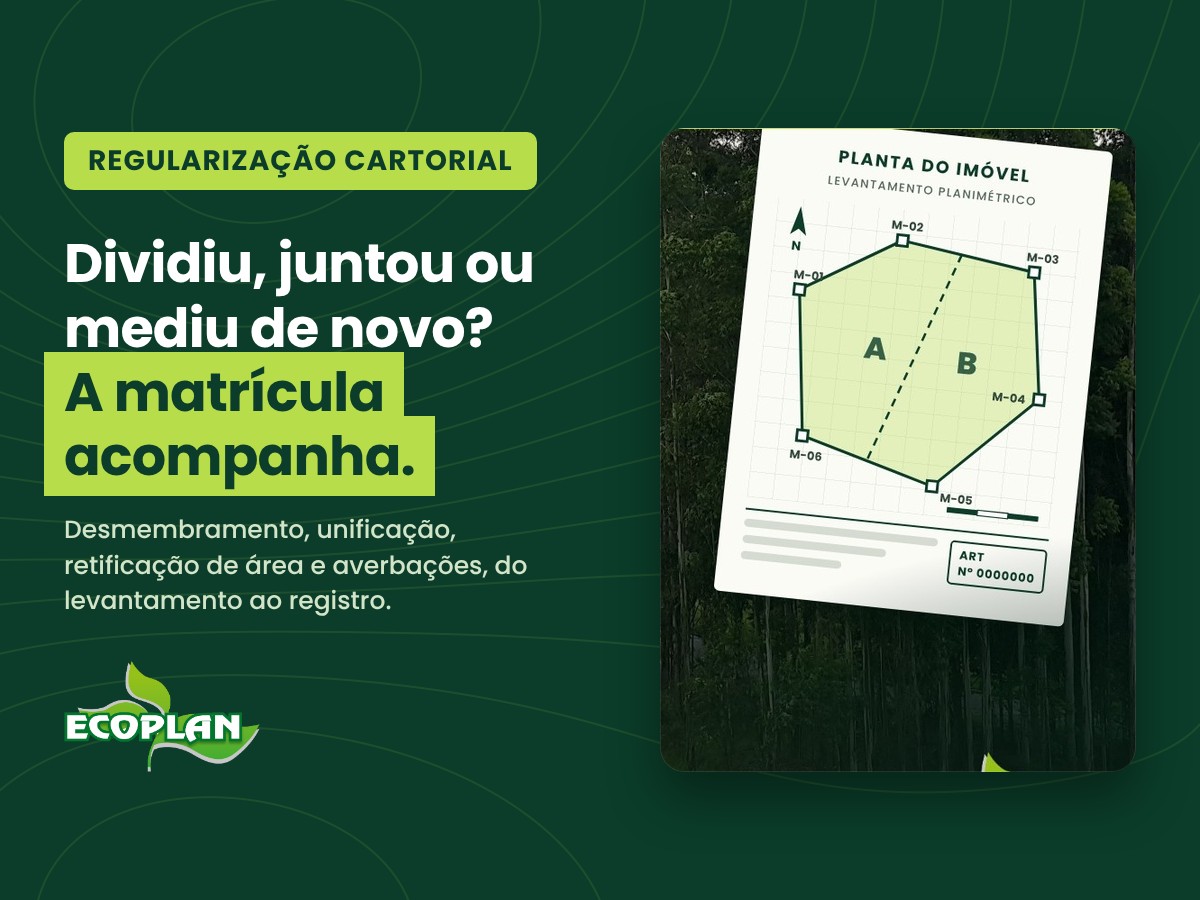 REGULARIZAÇÃO CARTORIAL
Dividiu, juntou ou
mediu de novo?
A matrícula
acompanha.
Desmembramento, unificação,
retificação de área e averbações, do
levantamento ao registro.
ECOPLAN
PLANTA DO IMÓVEL
LEVANTAMENTO PLANIMÉTRICO
N
M-01
M-02
M-03
A
B
M-04
M-06
M-05
ART
Nº 0000000